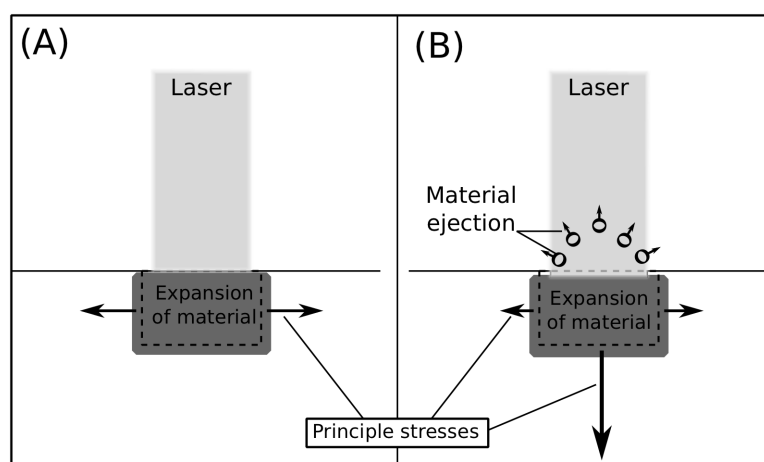 (A)
Laser
Expansion
of material
(B)
Laser
Material
ejection
Expansion
of material
Principle stresses